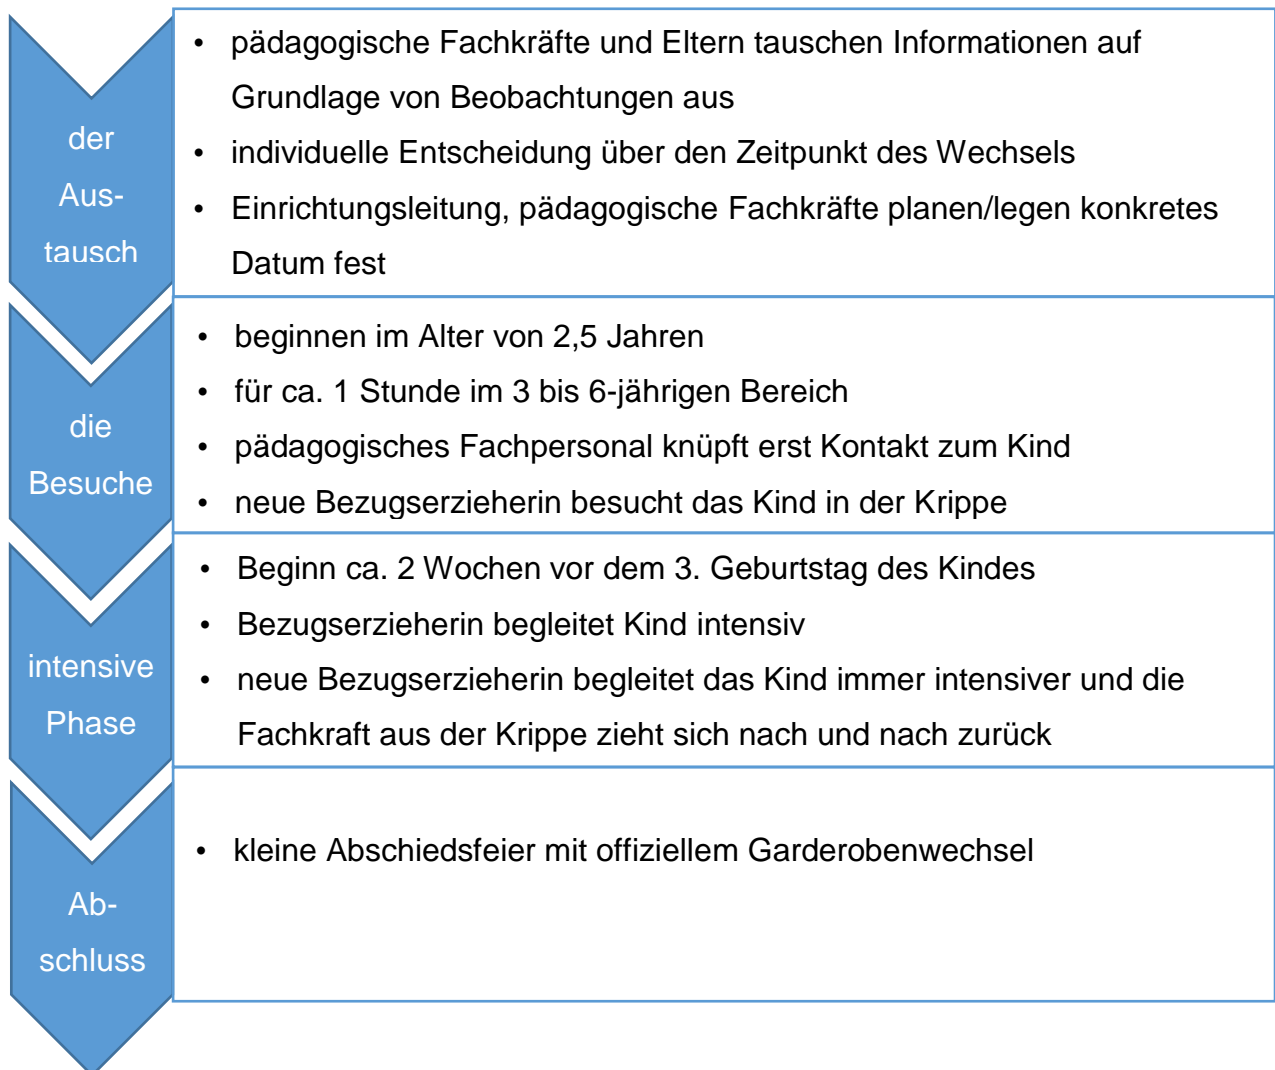 der
Aus-
tausch
• pädagogische Fachkräfte und Eltern tauschen Informationen auf
Grundlage von Beobachtungen aus
• individuelle Entscheidung über den Zeitpunkt des Wechsels
• Einrichtungsleitung, pädagogische Fachkräfte planen/legen konkretes
Datum fest
die
Besuche
• beginnen im Alter von 2,5 Jahren
• für ca. 1 Stunde im 3 bis 6-jährigen Bereich
• pädagogisches Fachpersonal knüpft erst Kontakt zum Kind
• neue Bezugserzieherin besucht das Kind in der Krippe
intensive
Phase
• Beginn ca. 2 Wochen vor dem 3. Geburtstag des Kindes
• Bezugserzieherin begleitet Kind intensiv
• neue Bezugserzieherin begleitet das Kind immer intensiver und die
Fachkraft aus der Krippe zieht sich nach und nach zurück
Ab-
schluss
• kleine Abschiedsfeier mit offiziellem Garderobenwechsel